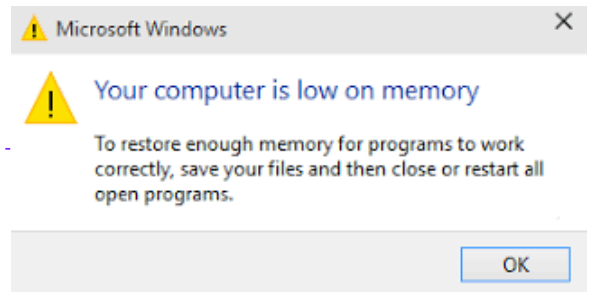 Microsoft Windows
Your computer is low on memory
To restore enough memory for programs to work
correctly, save your files and then close or restart all
open programs.
OK